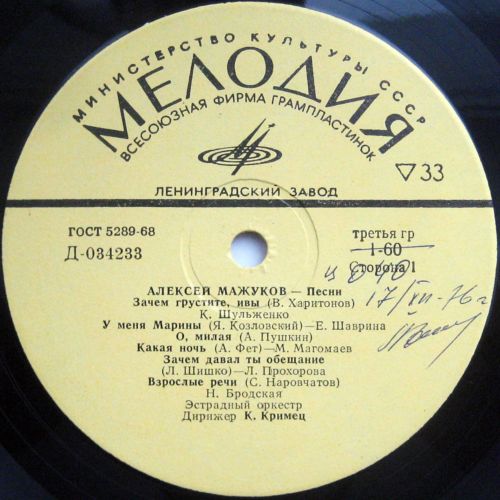 МИНИСТЕРСТВО КУЛЬТУРЫ СССР
МЕЛОДИЯ
ВСЕСОЮЗНАЯ ФИРМА ГРАМПЛАСТИНОК
33
ЛЕНИНГРАДСКИЙ ЗАВОД
ГОСТ 5289-68
третья гр
Д-034233
1-60
Сторона 1
17/VII-76г
АЛЕКСЕЙ МАЖУКОВ — Песни
Зачем грустите, ивы (В. Харитонов)
К. Шульженко
У меня Марины (Я. Козловский) — Е. Шаврина
О, милая (А. Пушкин)
Какая ночь (А. Фет) — М. Магомаев
Зачем давал ты обещание
(Л. Шишко) — Л. Прохорова
Взрослые речи (С. Наровчатов)
Н. Бродская
Эстрадный оркестр
Дирижер К. Кримец